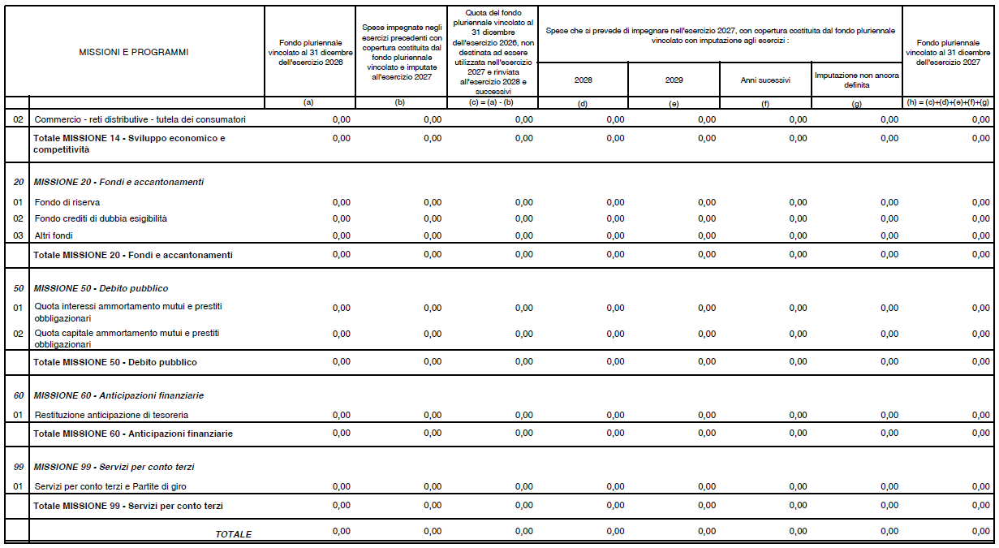 MISSIONI E PROGRAMMI
Fondo pluriennale
vincolato al 31 dicembre
dell'esercizio 2026
Spese impegnate negli
esercizi precedenti con
copertura costituita dal
fondo pluriennale
vincolato e imputate
all'esercizio 2027
Quota del fondo
pluriennale vincolato al
31 dicembre
dell'esercizio 2026, non
destinata ad essere
utilizzata nell'esercizio
2027 e rinviata
all'esercizio 2028 e
successivi
Spese che si prevede di impegnare nell'esercizio 2027, con copertura costituita dal fondo pluriennale
vincolato con imputazione agli esercizi :
2028
2029
Anni sucessivi
Imputazione non ancora
definita
Fondo pluriennale
vincolato al 31 dicembre
dell'esercizio 2027
(a) (b) (c) = (a) - (b) (d) (e) (f) (g) (h) = (c)+(d)+(e)+(f)+(g)
02 Commercio - reti distributive - tutela dei consumatori 0,00 0,00 0,00 0,00 0,00 0,00 0,00 0,00
Totale MISSIONE 14 - Sviluppo economico e 0,00 0,00 0,00 0,00 0,00 0,00 0,00 0,00
competitività
20 MISSIONE 20 - Fondi e accantonamenti
01 Fondo di riserva 0,00 0,00 0,00 0,00 0,00 0,00 0,00 0,00
02 Fondo crediti di dubbia esigibilità 0,00 0,00 0,00 0,00 0,00 0,00 0,00 0,00
03 Altri fondi 0,00 0,00 0,00 0,00 0,00 0,00 0,00 0,00
Totale MISSIONE 20 - Fondi e accantonamenti 0,00 0,00 0,00 0,00 0,00 0,00 0,00 0,00
50 MISSIONE 50 - Debito pubblico
01 Quota interessi ammortamento mutui e prestiti 0,00 0,00 0,00 0,00 0,00 0,00 0,00 0,00
obbligazionari
02 Quota capitale ammortamento mutui e prestiti 0,00 0,00 0,00 0,00 0,00 0,00 0,00 0,00
obbligazionari
Totale MISSIONE 50 - Debito pubblico 0,00 0,00 0,00 0,00 0,00 0,00 0,00 0,00
60 MISSIONE 60 - Anticipazioni finanziarie
01 Restituzione anticipazione di tesoreria 0,00 0,00 0,00 0,00 0,00 0,00 0,00 0,00
Totale MISSIONE 60 - Anticipazioni finanziarie 0,00 0,00 0,00 0,00 0,00 0,00 0,00 0,00
99 MISSIONE 99 - Servizi per conto terzi
01 Servizi per conto terzi e Partite di giro 0,00 0,00 0,00 0,00 0,00 0,00 0,00 0,00
Totale MISSIONE 99 - Servizi per conto terzi 0,00 0,00 0,00 0,00 0,00 0,00 0,00 0,00
TOTALE 0,00 0,00 0,00 0,00 0,00 0,00 0,00 0,00